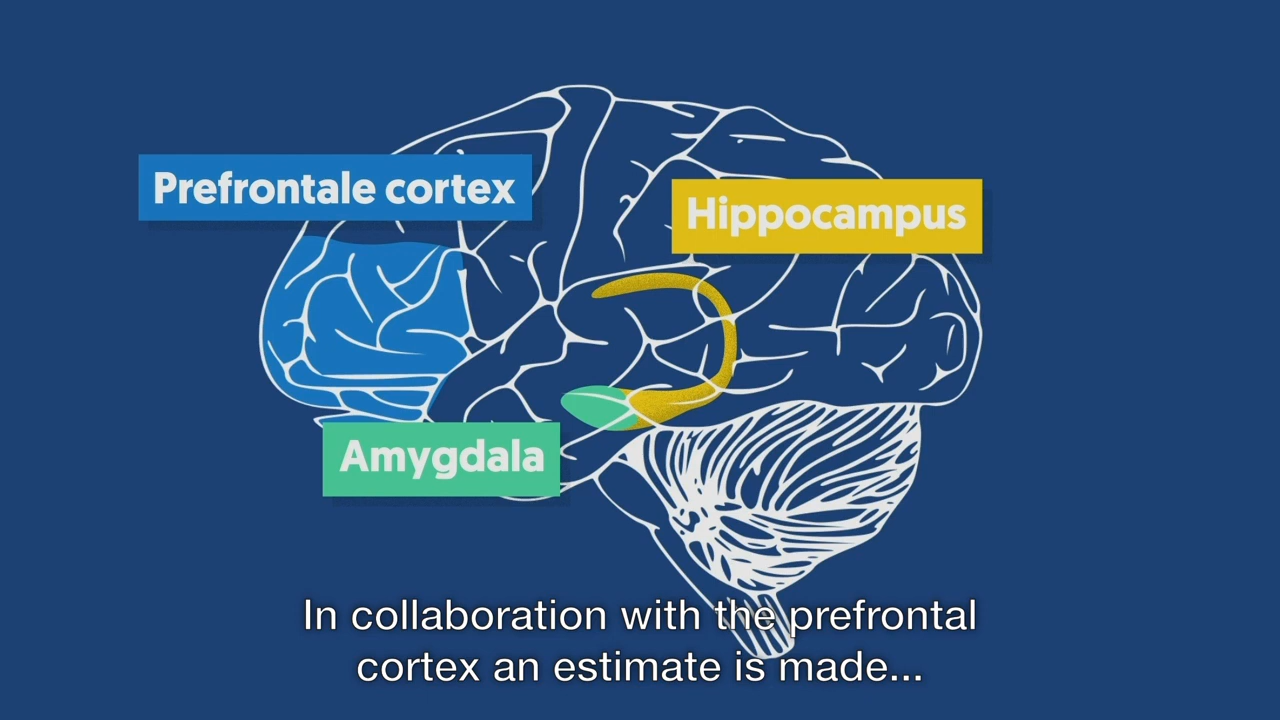 Prefrontale cortex
Hippocampus
Amygdala
In collaboration with the prefrontal
cortex an estimate is made...